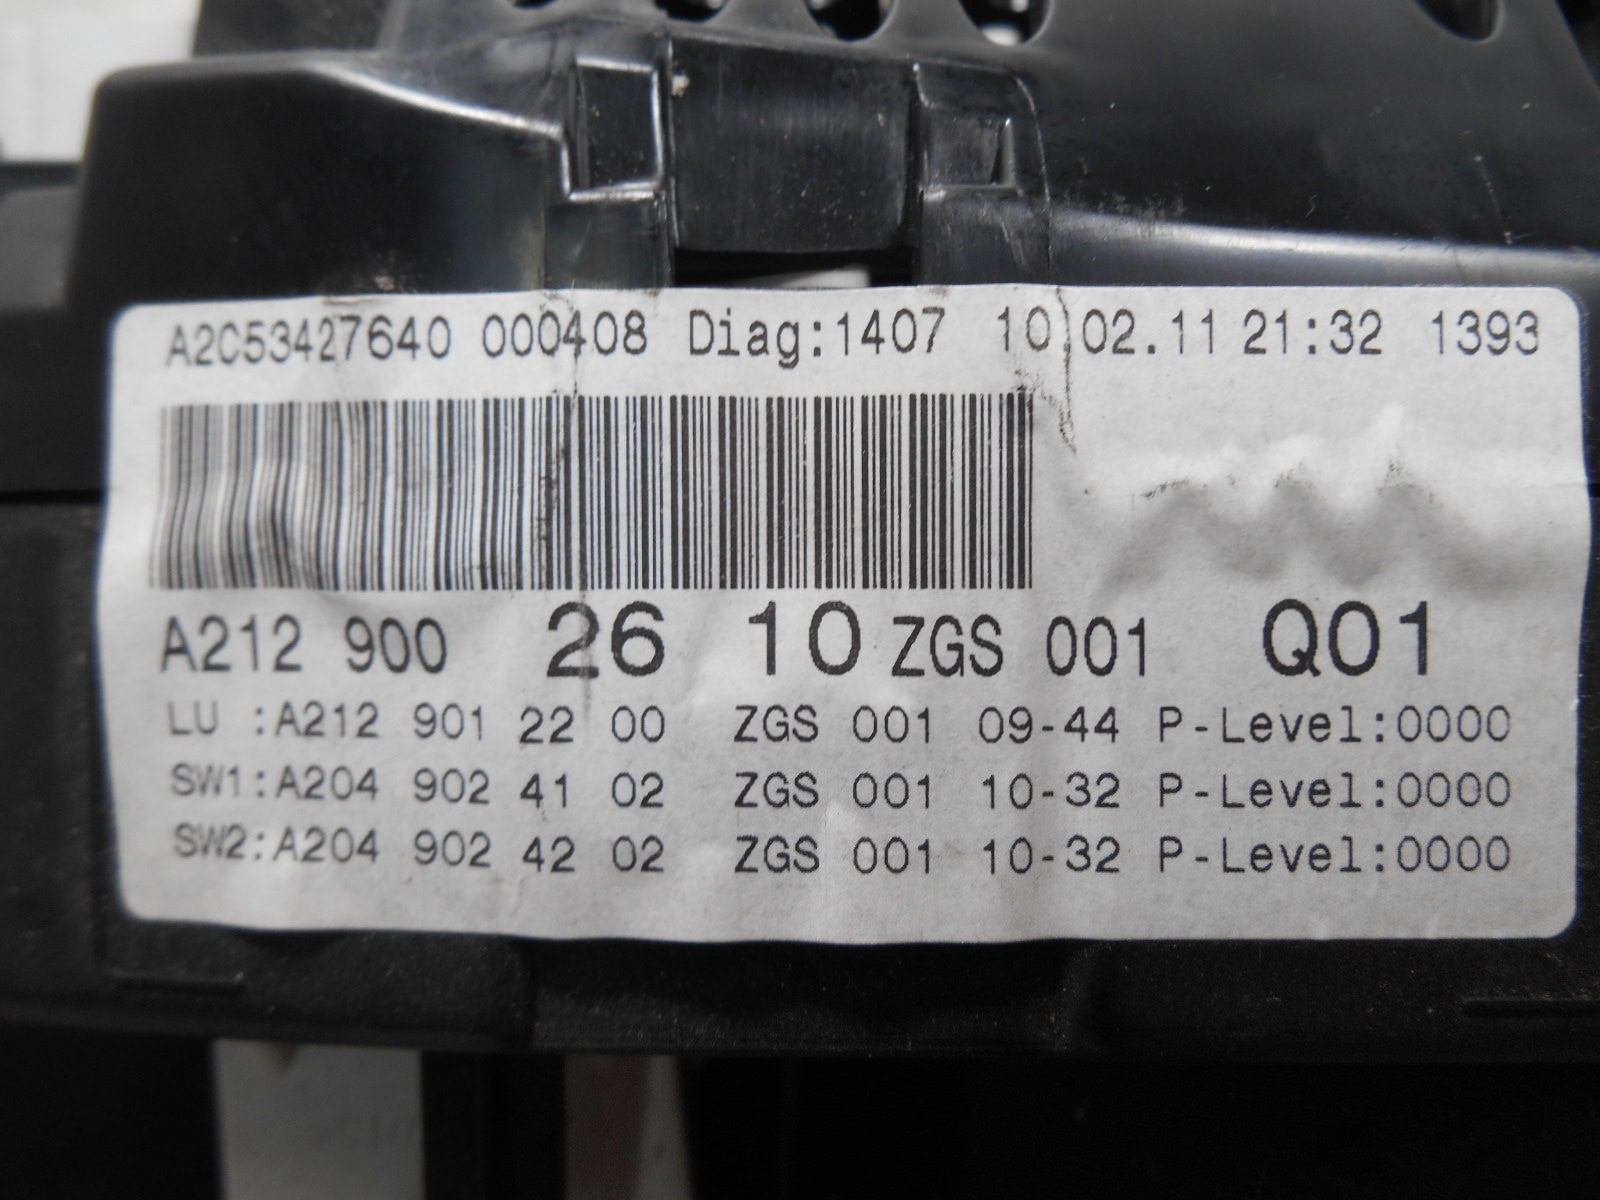 A2C53427640 000408 Diag:1407 10.02.11 21:32 1393
A212 900 26 10 ZGS 001 Q01
LU :A212 901 22 00 ZGS 001 09-44 P-Level:0000
SW1:A204 902 41 02 ZGS 001 10-32 P-Level:0000
SW2:A204 902 42 02 ZGS 001 10-32 P-Level:0000